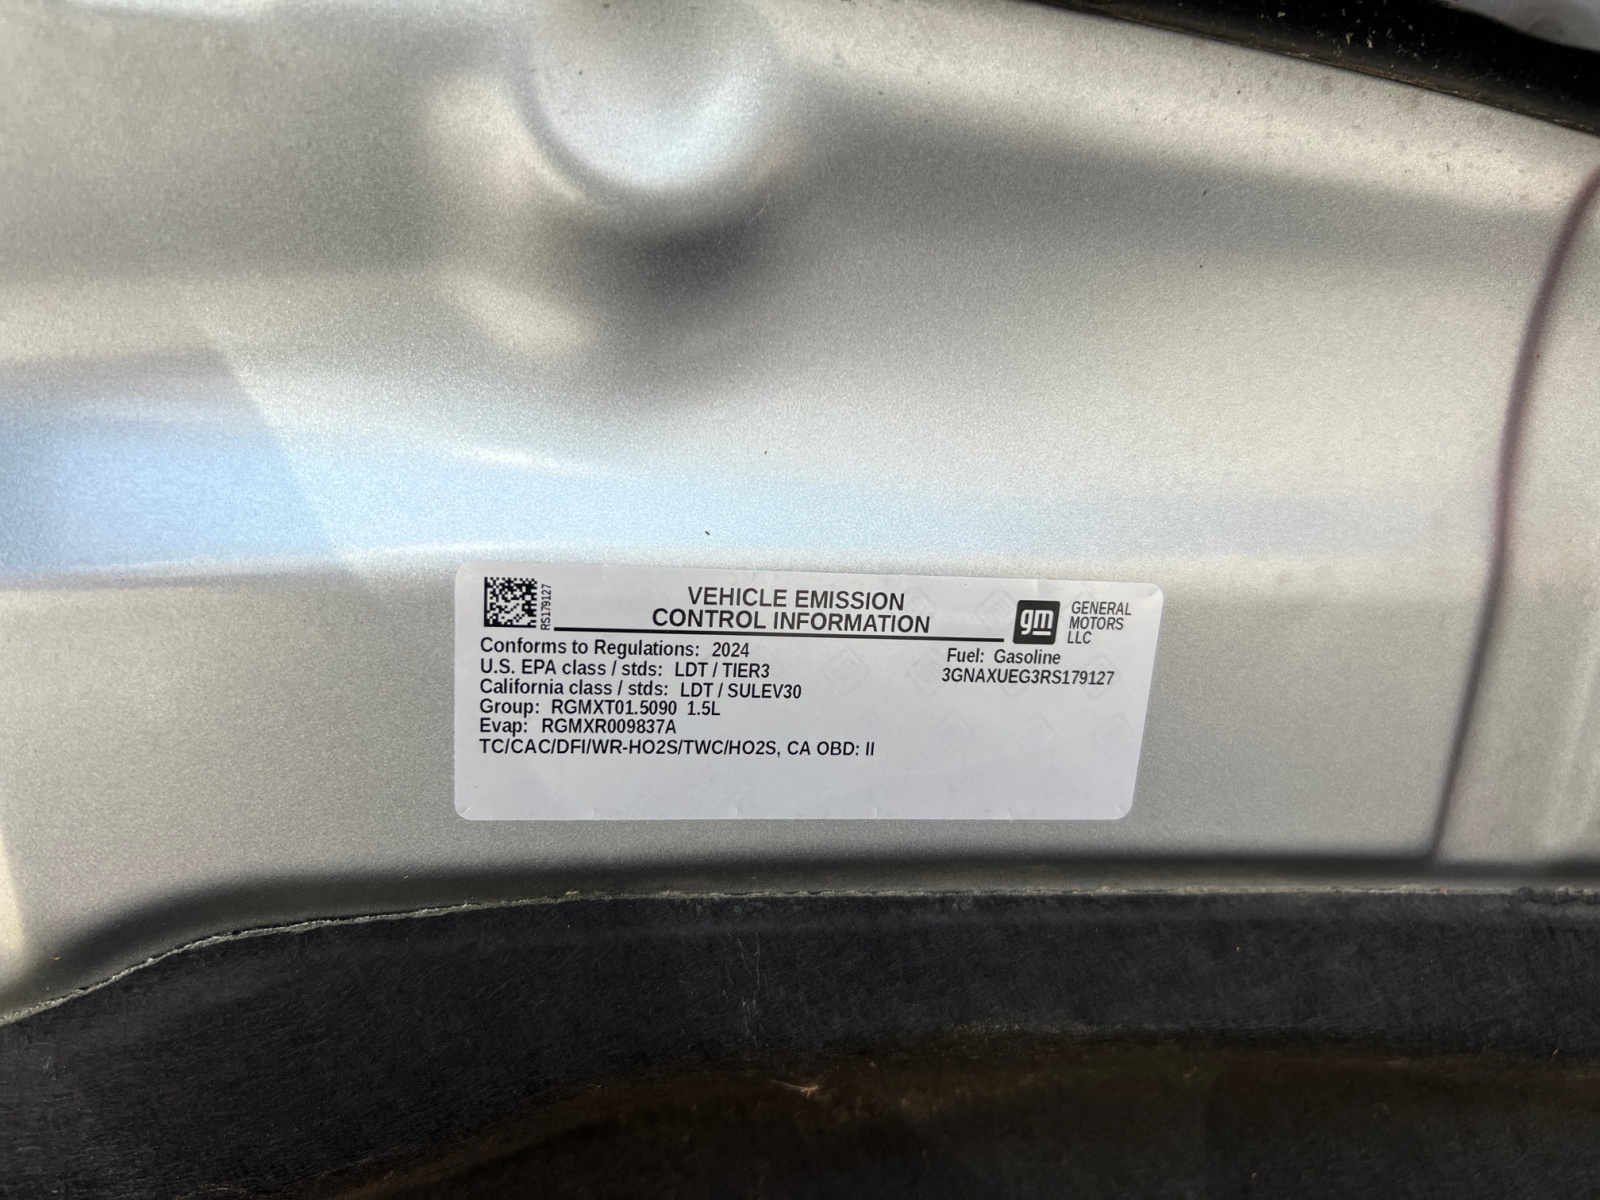 RS179127
VEHICLE EMISSION
CONTROL INFORMATION
gm
GENERAL
MOTORS
LLC
Conforms to Regulations: 2024
U.S. EPA class / stds: LDT / TIER3
California class / stds: LDT / SULEV30
Group: RGMXT01.5090 1.5L
Evap: RGMXR009837A
TC/CAC/DFI/WR-HO2S/TWC/HO2S, CA OBD: II
Fuel: Gasoline
3GNAXUEG3RS179127